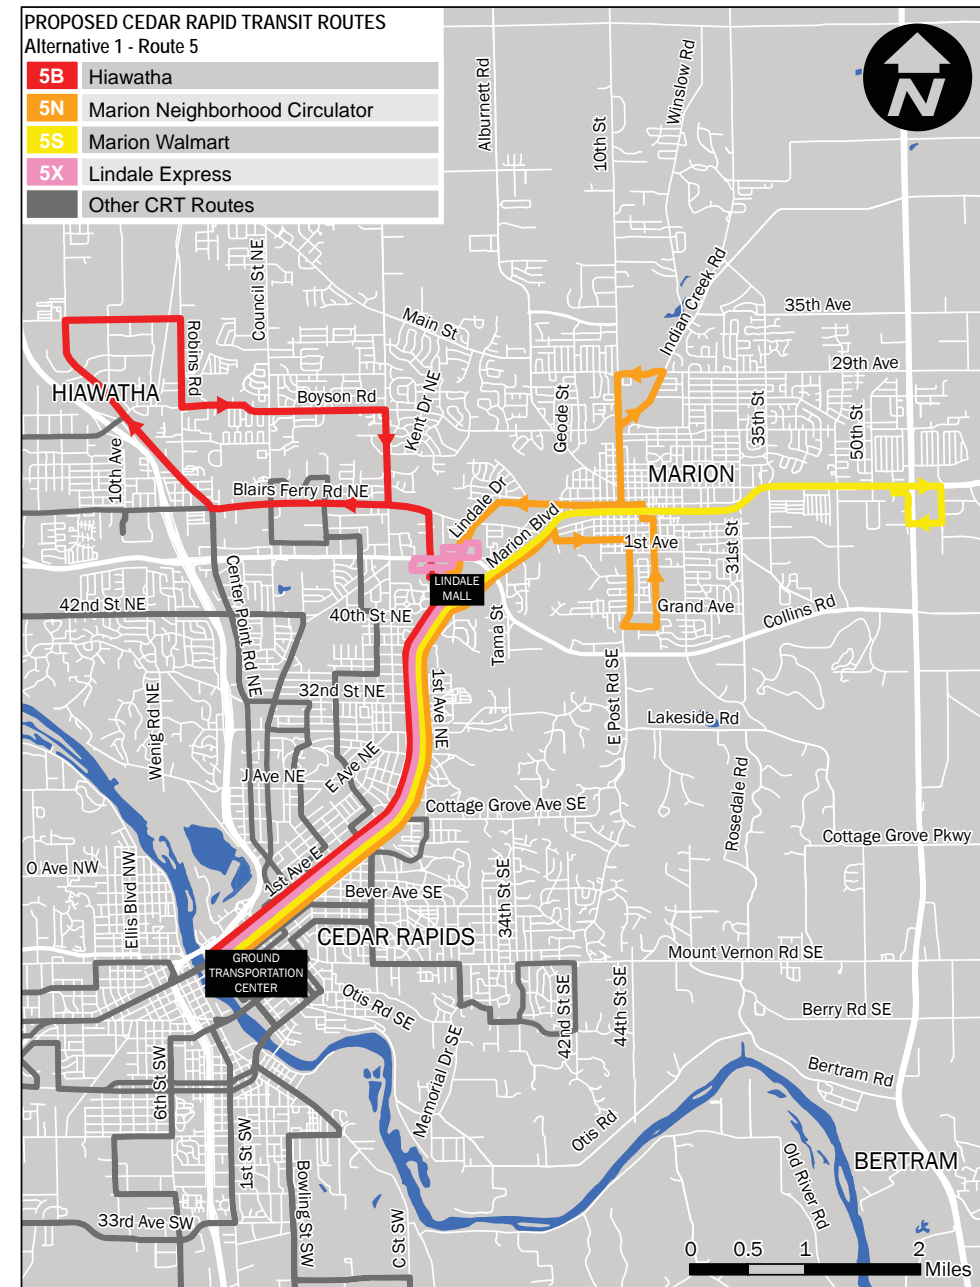 PROPOSED CEDAR RAPID TRANSIT ROUTES
Alternative 1 - Route 5
5B Hiawatha
5N Marion Neighborhood Circulator
5S Marion Walmart
5X Lindale Express
Other CRT Routes
N
Alburnett Rd
10th St
Winslow Rd
Council St NE
Indian Creek Rd
Main St
35th Ave
Robins Rd
29th Ave
HIAWATHA
Boyson Rd
Kent Dr NE
Geode St
35th St
50th St
10th Ave
MARION
Blairs Ferry Rd NE
Lindale Dr
Marion Blvd
1st Ave
31st St
LINDALE
MALL
42nd St NE
40th St NE
Grand Ave
Collins Rd
Tama St
Center Point Rd NE
1st Ave NE
E Post Rd SE
32nd St NE
Lakeside Rd
Wenig Rd NE
J Ave NE
E Ave NE
Rosedale Rd
Cottage Grove Ave SE
Cottage Grove Pkwy
O Ave NW
Ellis Blvd NW
1st Ave E
Bever Ave SE
34th St SE
CEDAR RAPIDS
Mount Vernon Rd SE
GROUND
TRANSPORTATION
CENTER
Otis Rd SE
42nd St SE
44th St SE
Berry Rd SE
Memorial Dr SE
Bertram Rd
6th St SW
Otis Rd
1st St SW
Bowling St SW
C St SW
Old River Rd
BERTRAM
33rd Ave SW
0 0.5 1 2
Miles